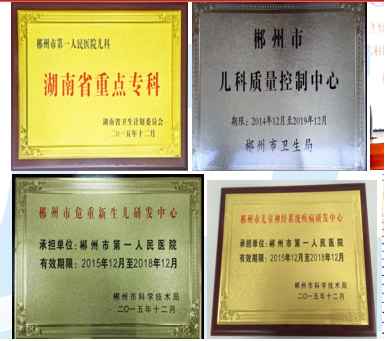 郴州市第一人民医院儿科
湖南省重点专科
湖南省卫生计划委员会
二〇一五年十二月
郴州市
儿科质量控制中心
期限：2014年12月至2019年12月
郴州市卫生局
郴州市危重新生儿研发中心
承担单位：郴州市第一人民医院
有效期限：2015年12月至2018年12月
郴州市科学技术局
二〇一五年十二月
郴州市儿童神经系统疾病研发中心
承担单位：郴州市第一人民医院
有效期限：2015年12月至2018年12月
郴州市科学技术局
二〇一五年十二月